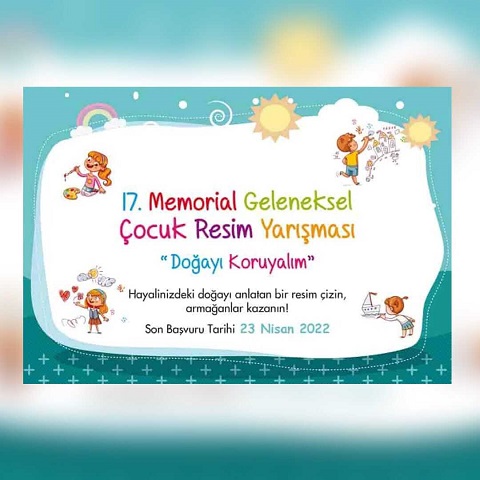 17. Memorial Geleneksel
Çocuk Resim Yarışması
“Doğayı Koruyalım”
Hayalinizdeki doğayı anlatan bir resim çizin,
armağanlar kazanın!
Son Başvuru Tarihi 23 Nisan 2022